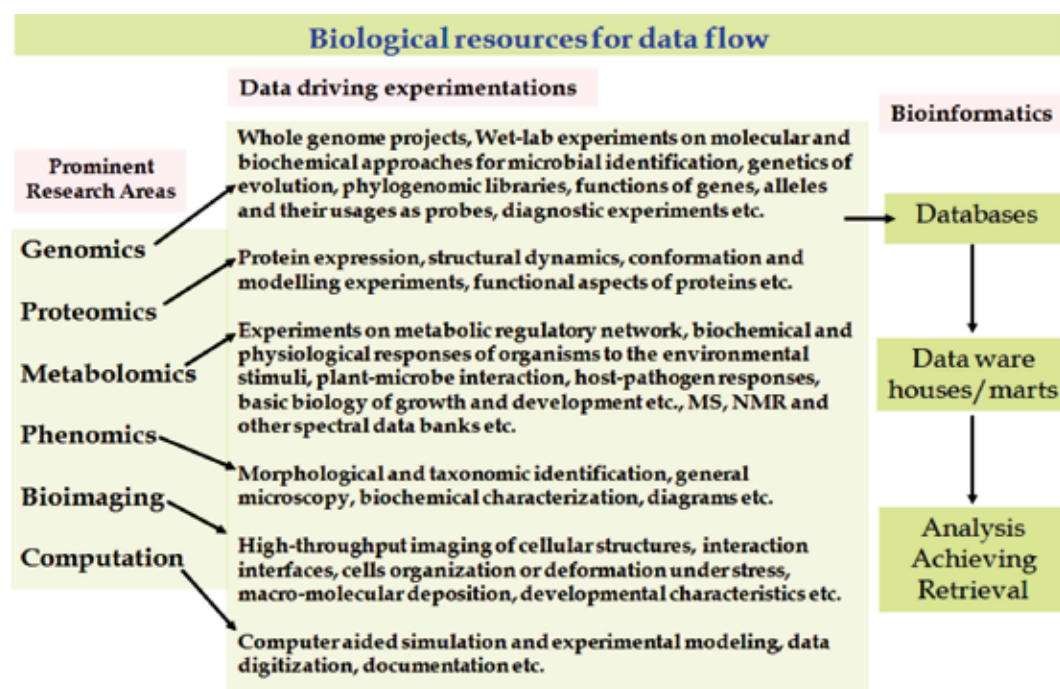 Biological resources for data flow
Data driving experimentations
Bioinformatics
Prominent
Research Areas
Genomics
Proteomics
Metabolomics
Phenomics
Bioimaging
Computation
Whole genome projects, Wet-lab experiments on molecular and
biochemical approaches for microbial identification, genetics of
evolution, phylogenomic libraries, functions of genes, alleles
and their usages as probes, diagnostic experiments etc.
Protein expression, structural dynamics, conformation and
modelling experiments, functional aspects of proteins etc.
Experiments on metabolic regulatory network, biochemical and
physiological responses of organisms to the environmental
stimuli, plant-microbe interaction, host-pathogen responses,
basic biology of growth and development etc., MS, NMR and
other spectral data banks etc.
Morphological and taxonomic identification, general
microscopy, biochemical characterization, diagrams etc.
High-throughput imaging of cellular structures, interaction
interfaces, cells organization or deformation under stress,
macro-molecular deposition, developmental characteristics etc.
Computer aided simulation and experimental modeling, data
digitization, documentation etc.
Databases
Data ware
houses/marts
Analysis
Achieving
Retrieval